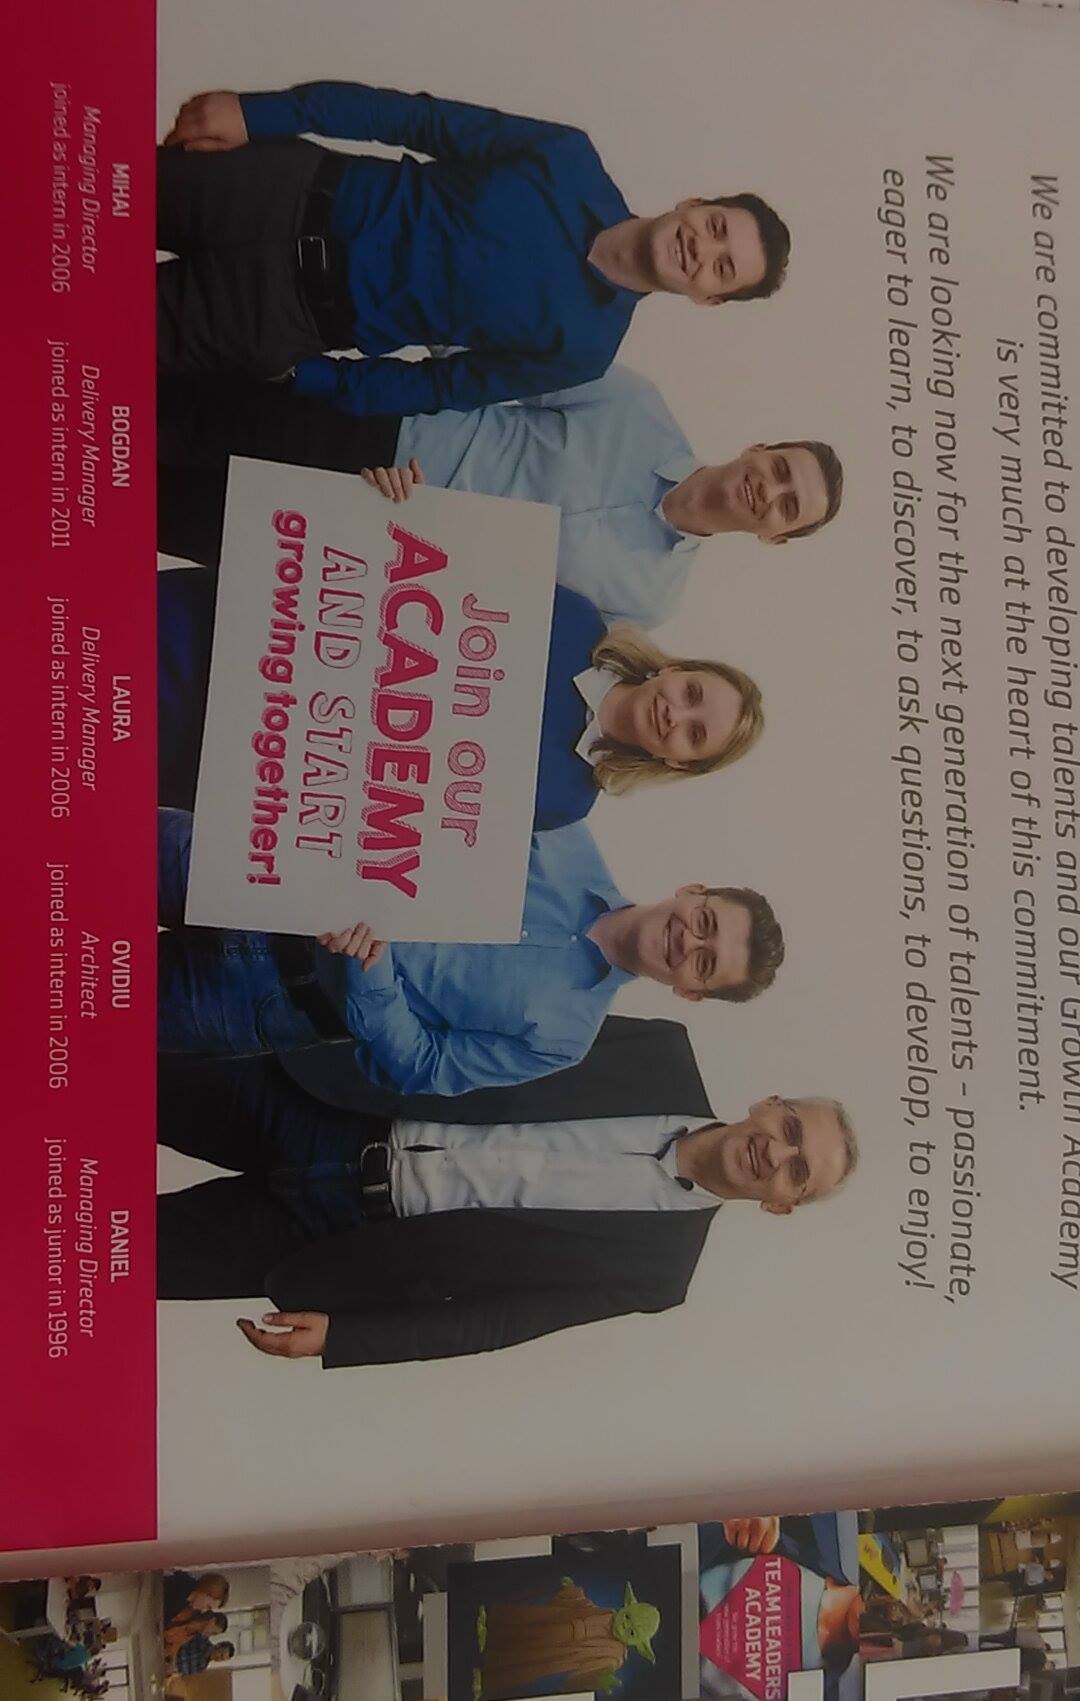 We are committed to developing talents and our Growth Academy
is very much at the heart of this commitment.
We are looking now for the next generation of talents - passionate,
eager to learn, to discover, to ask questions, to develop, to enjoy!
Join our
ACADEMY
AND START
growing together!
MIHAI
Managing Director
joined as intern in 2006
BOGDAN
Delivery Manager
joined as intern in 2011
LAURA
Delivery Manager
joined as intern in 2006
OVIDIU
Architect
joined as intern in 2006
DANIEL
Managing Director
joined as junior in 1996
TEAM LEADERS
ACADEMY